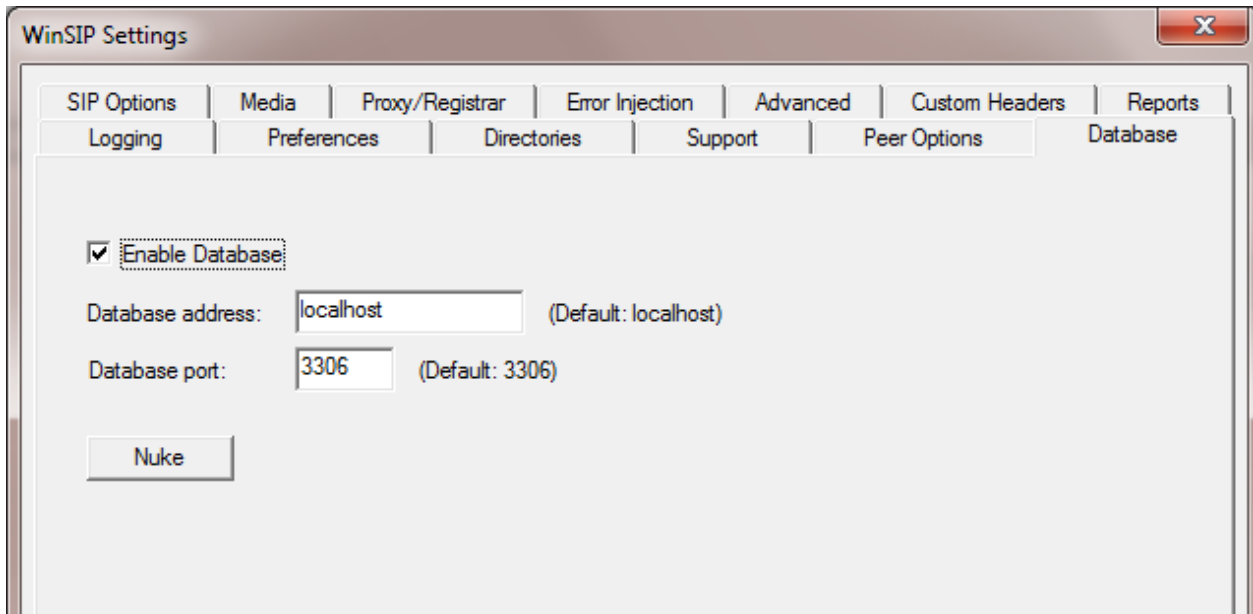 WinSIP Settings
SIP Options Media Proxy/Registrar Error Injection Advanced Custom Headers Reports
Logging Preferences Directories Support Peer Options Database
Enable Database
Database address: localhost (Default: localhost)
Database port: 3306 (Default: 3306)
Nuke